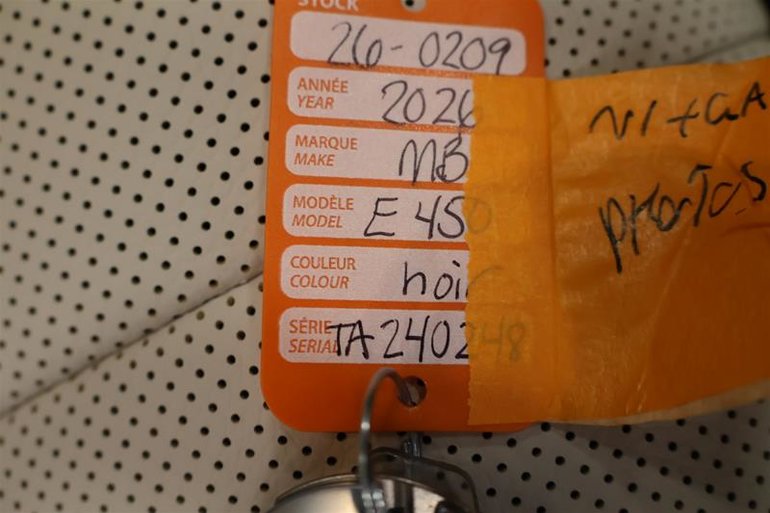 STOCK
26-0209
ANNÉE
YEAR
2026
MARQUE
MAKE
MB
MODÈLE
MODEL
E 450
COULEUR
COLOUR
noir
SÉRIE
SERIAL
TA240248
PHOTOS